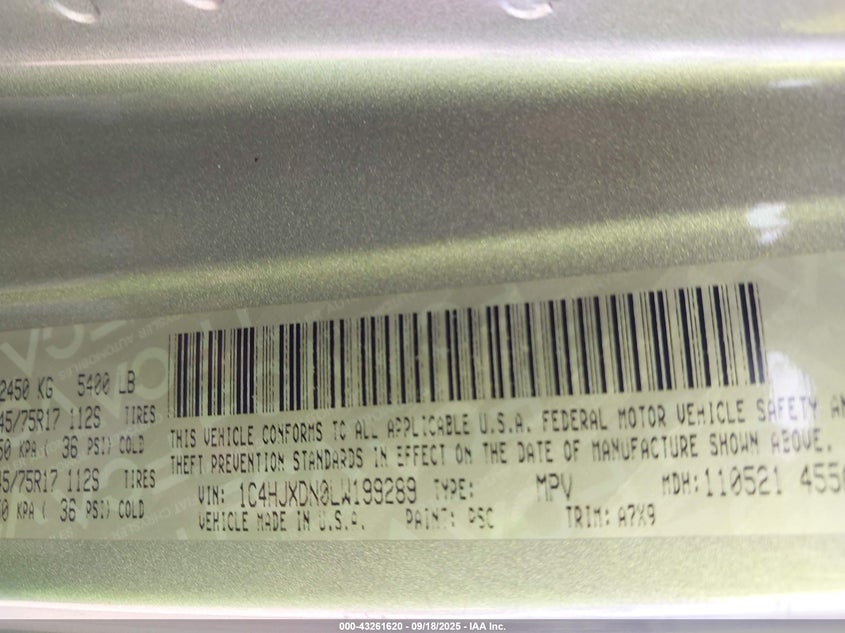 2450 KG 5400 LB
45/75R17 112S TIRES
50 KPA ( 36 PSI) COLD
45/75R17 112S TIRES
50 KPA ( 36 PSI) COLD
THIS VEHICLE CONFORMS TO ALL APPLICABLE U.S.A. FEDERAL MOTOR VEHICLE SAFETY AN
THEFT PREVENTION STANDARDS IN EFFECT ON THE DATE OF MANUFACTURE SHOWN ABOVE.
VIN: 1C4HJXDN0LW199289 TYPE: MPV MDH: 110521 455
VEHICLE MADE IN U.S.A. PAINT: PSC TRIM: A7X9
000-43261620 - 09/18/2025 - IAA Inc.